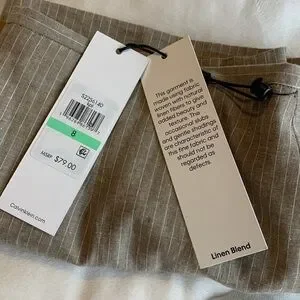 8
MSRP $79.00
Calvinklein.com
This garment is
made using fabric
woven with natural
linen fibers to give
added beauty and
texture. The
occasional slubs
and gentle shadings
are characteristic of
this fine fabric and
should not be
regarded as
defects.
Linen Blend